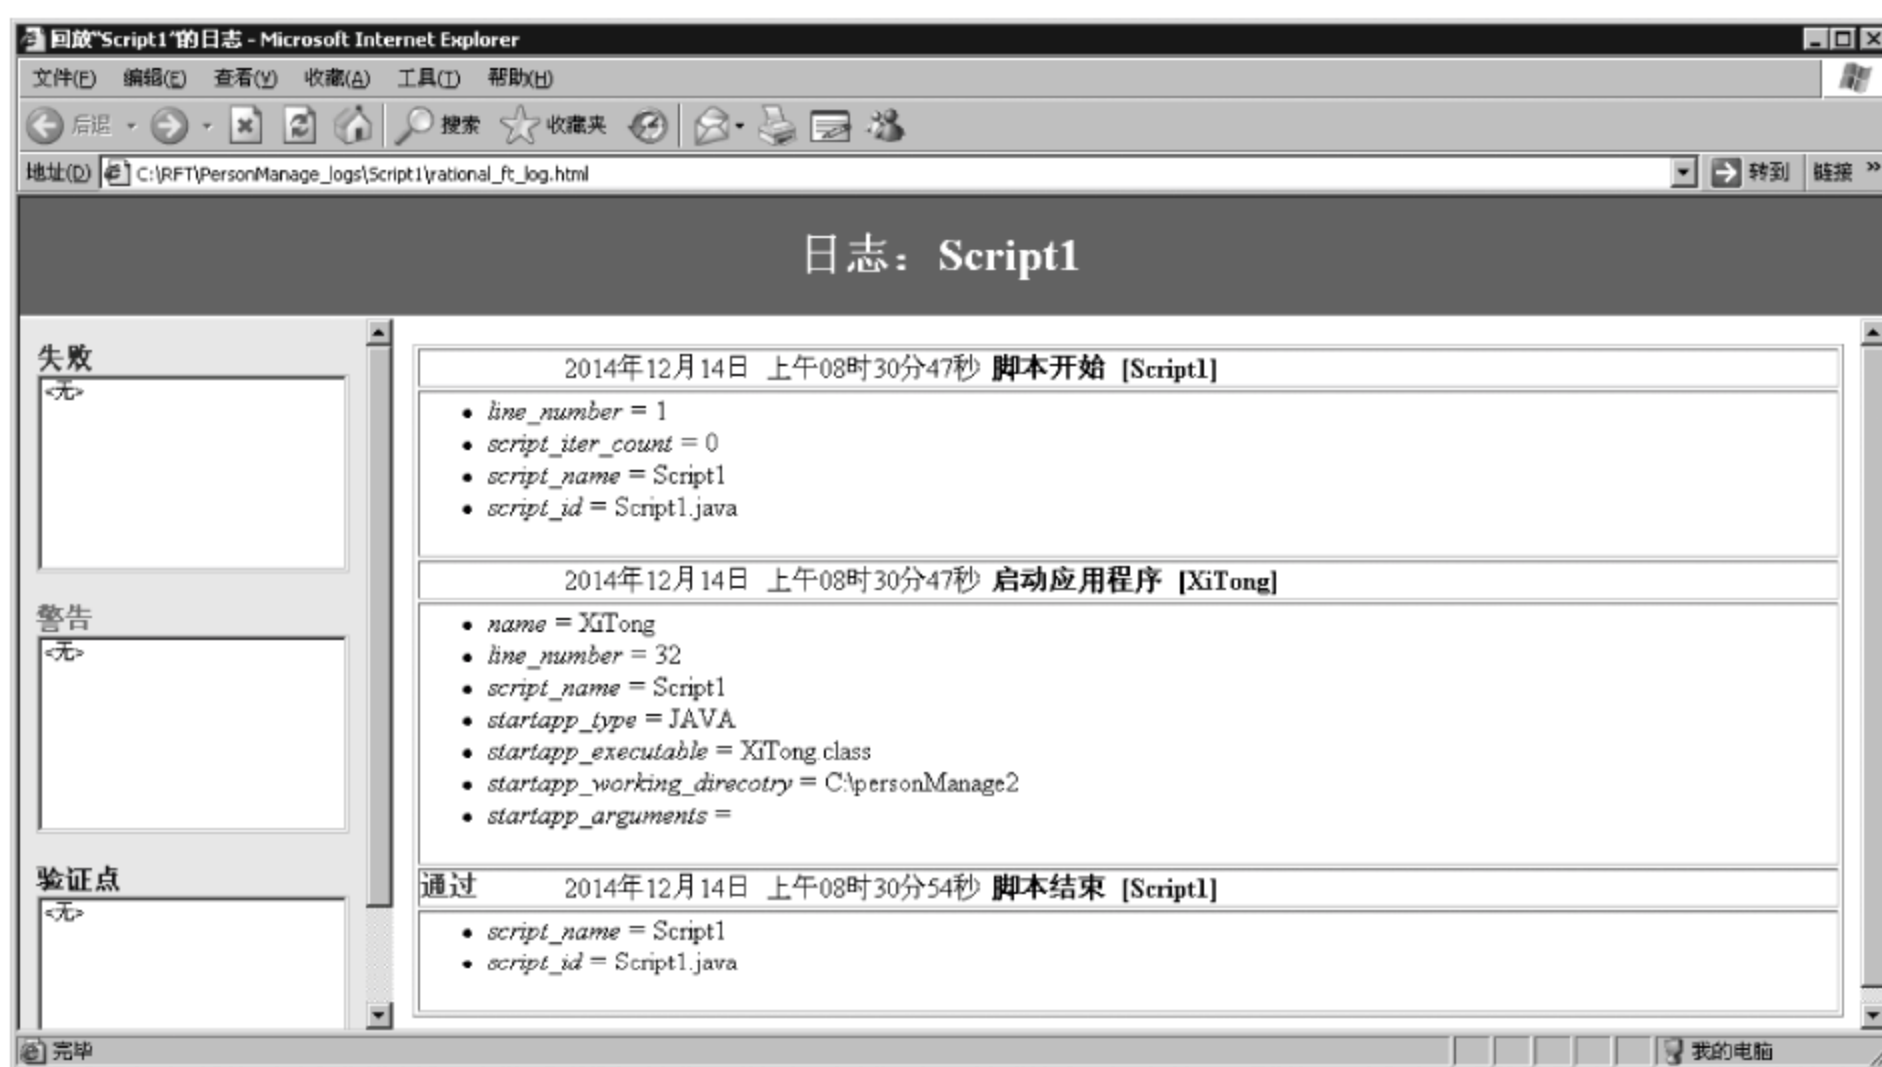 回放"Script1"的日志 - Microsoft Internet Explorer
文件(F) 编辑(E) 查看(V) 收藏(A) 工具(T) 帮助(H)
后退 搜索 收藏夹
地址(D) C:\RFT\PersonManage_logs\Script1\rational_ft_log.html 转到 链接 »
日志：Script1
失败
<无>
警告
<无>
验证点
<无>
2014年12月14日 上午08时30分47秒 脚本开始 [Script1]
• line_number = 1
• script_iter_count = 0
• script_name = Script1
• script_id = Script1.java
2014年12月14日 上午08时30分47秒 启动应用程序 [XiTong]
• name = XiTong
• line_number = 32
• script_name = Script1
• startapp_type = JAVA
• startapp_executable = XiTong.class
• startapp_working_direcotry = C:\personManage2
• startapp_arguments =
通过 2014年12月14日 上午08时30分54秒 脚本结束 [Script1]
• script_name = Script1
• script_id = Script1.java
完毕 我的电脑